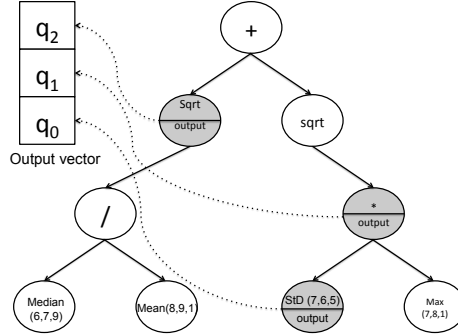 q2
q1
q0
Output vector
+
Sqrt
output
sqrt
/
*
output
Median
(6,7,9)
Mean(8,9,1)
StD (7,6,5)
output
Max
(7,8,1)